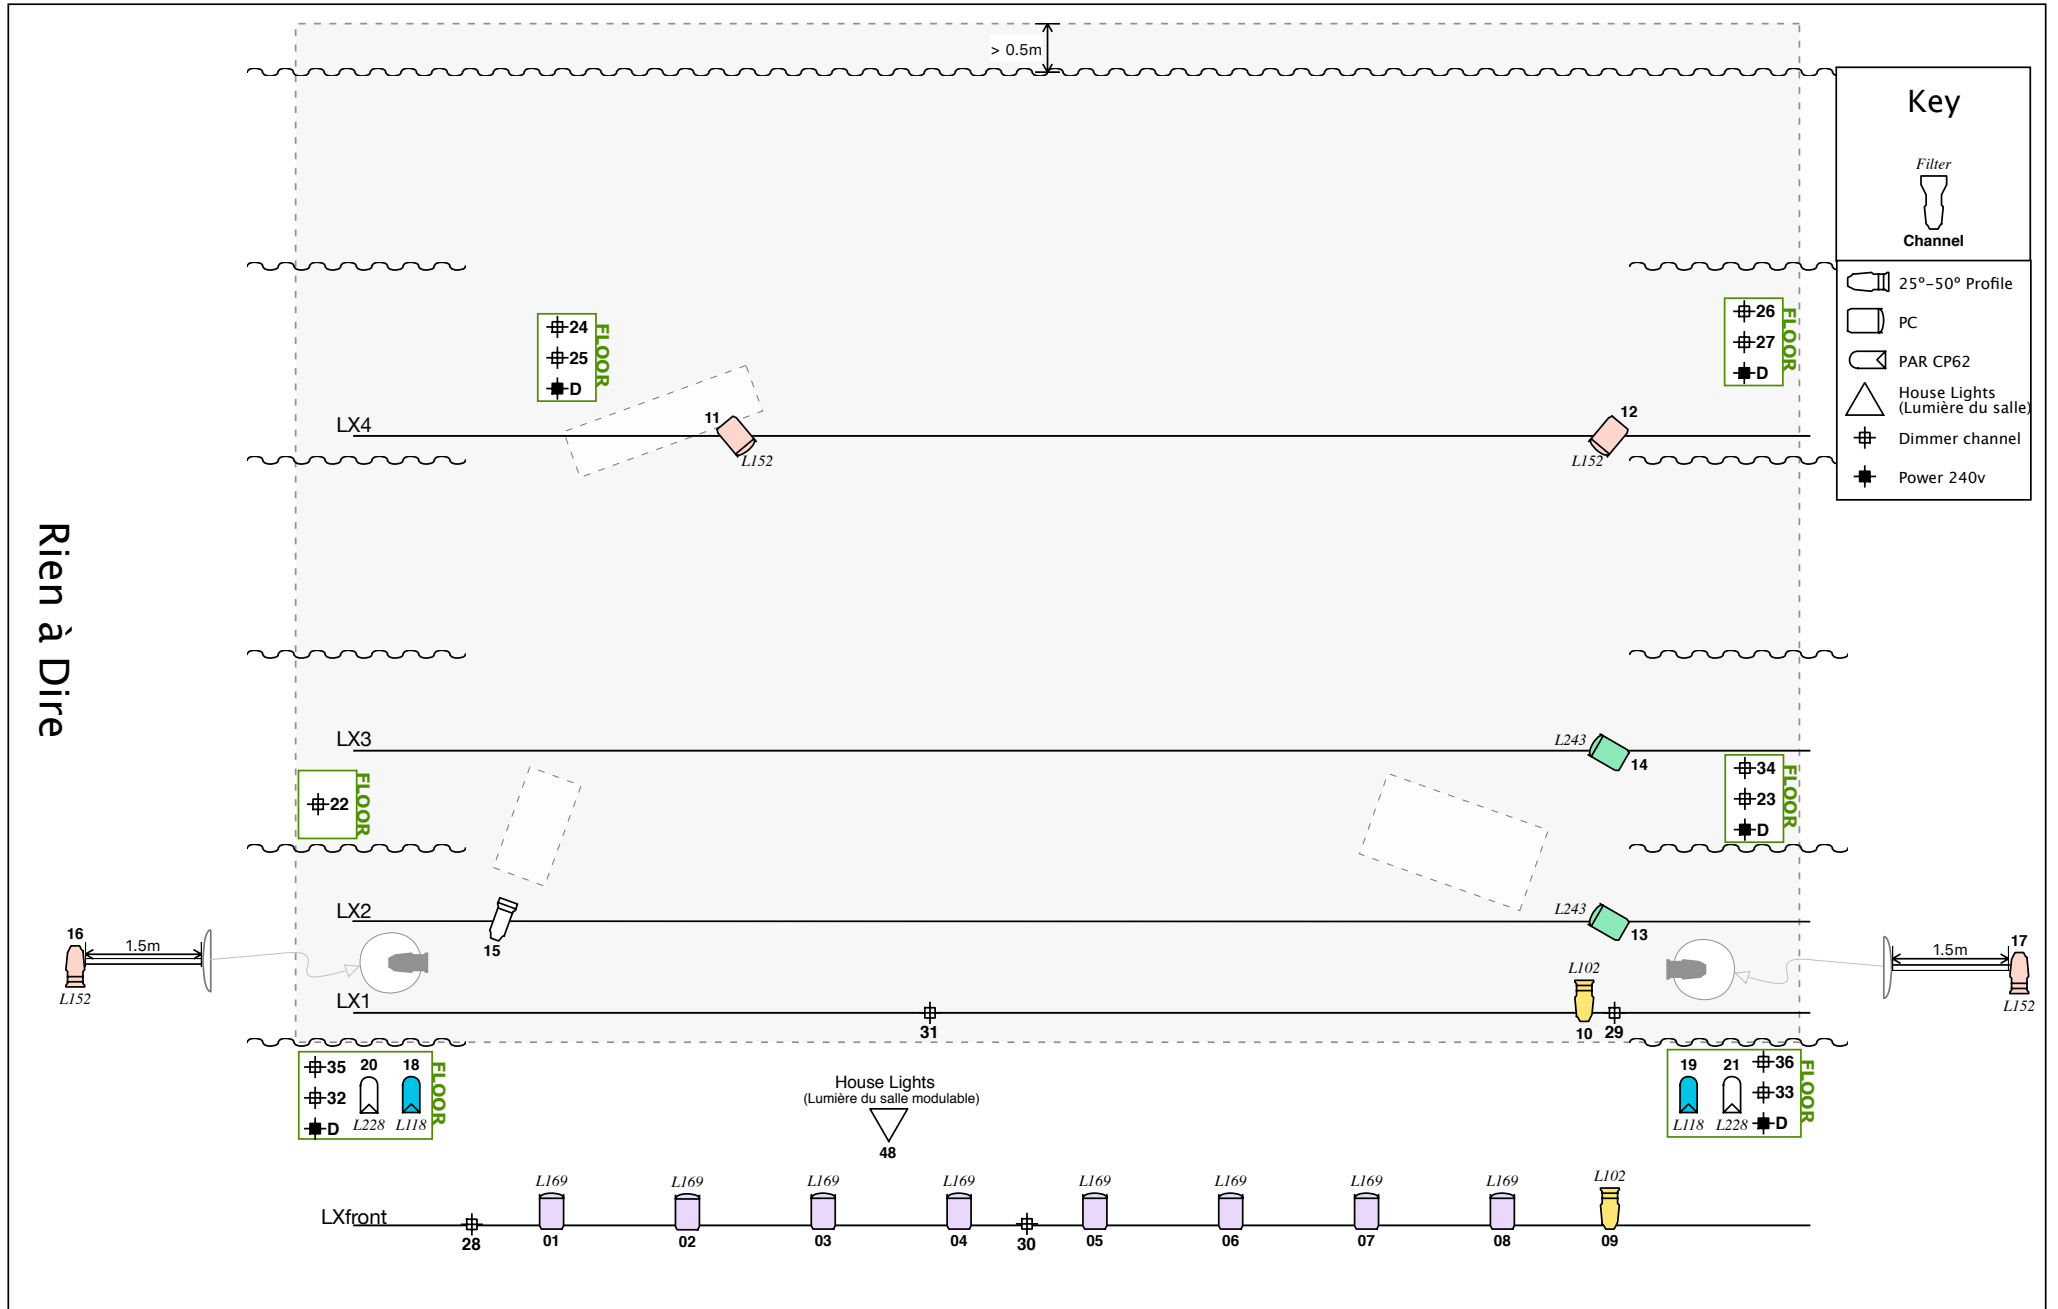 > 0.5m
Key
Filter
Channel
25°-50° Profile
PC
PAR CP62
House Lights
(Lumière du salle)
Dimmer channel
Power 240v
24
25
D
FLOOR
26
27
D
FLOOR
LX4
11
L152
12
L152
Rien à Dire
LX3
L243
14
22
FLOOR
34
23
D
FLOOR
LX2
15
L243
13
16
1.5m
L152
17
1.5m
L152
LX1
31
L102
10
29
35
32
D
20
L228
18
L118
FLOOR
House Lights
(Lumière du salle modulable)
48
19
L118
21
L228
36
33
D
FLOOR
LXfront
28
L169
01
L169
02
L169
03
L169
04
30
L169
05
L169
06
L169
07
L169
08
L102
09